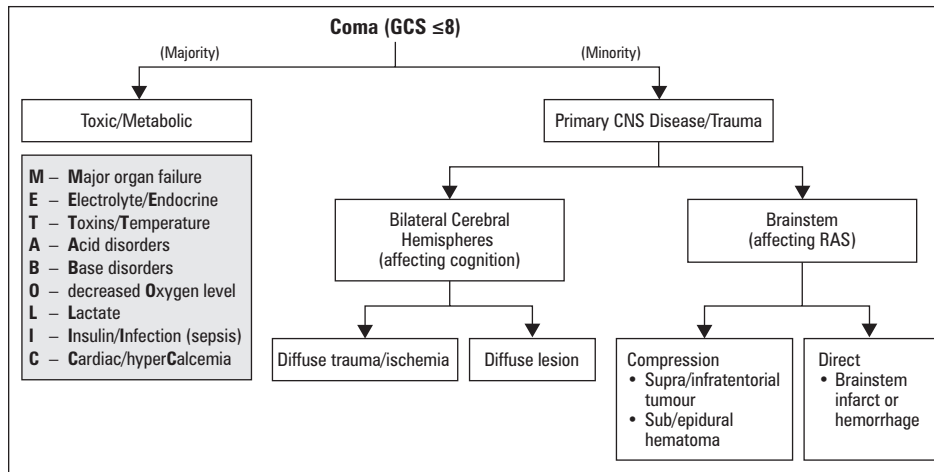 Coma (GCS ≤8)
(Majority)
(Minority)
Toxic/Metabolic
Primary CNS Disease/Trauma
M – Major organ failure
E – Electrolyte/Endocrine
T – Toxins/Temperature
A – Acid disorders
B – Base disorders
O – decreased Oxygen level
L – Lactate
I – Insulin/Infection (sepsis)
C – Cardiac/hyperCalcemia
Bilateral Cerebral
Hemispheres
(affecting cognition)
Brainstem
(affecting RAS)
Diffuse trauma/ischemia
Diffuse lesion
Compression
• Supra/infratentorial
tumour
• Sub/epidural
hematoma
Direct
• Brainstem
infarct or
hemorrhage